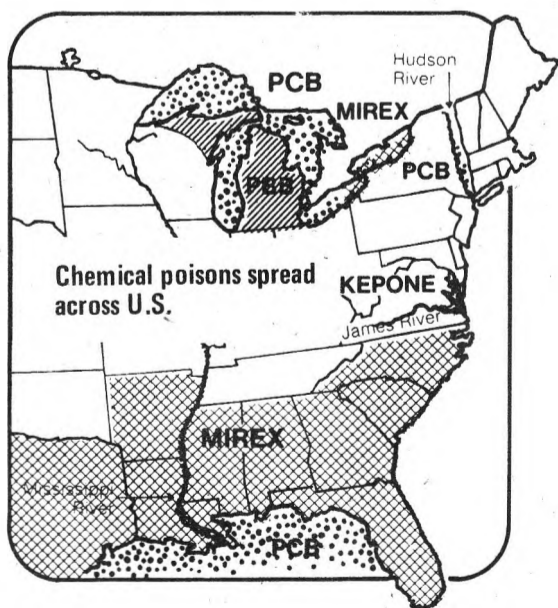 Hudson
River
PCB
MIREX
PCB
PBB
Chemical poisons spread
across U.S.
KEPONE
James River
MIREX
Mississippi
River
PCB